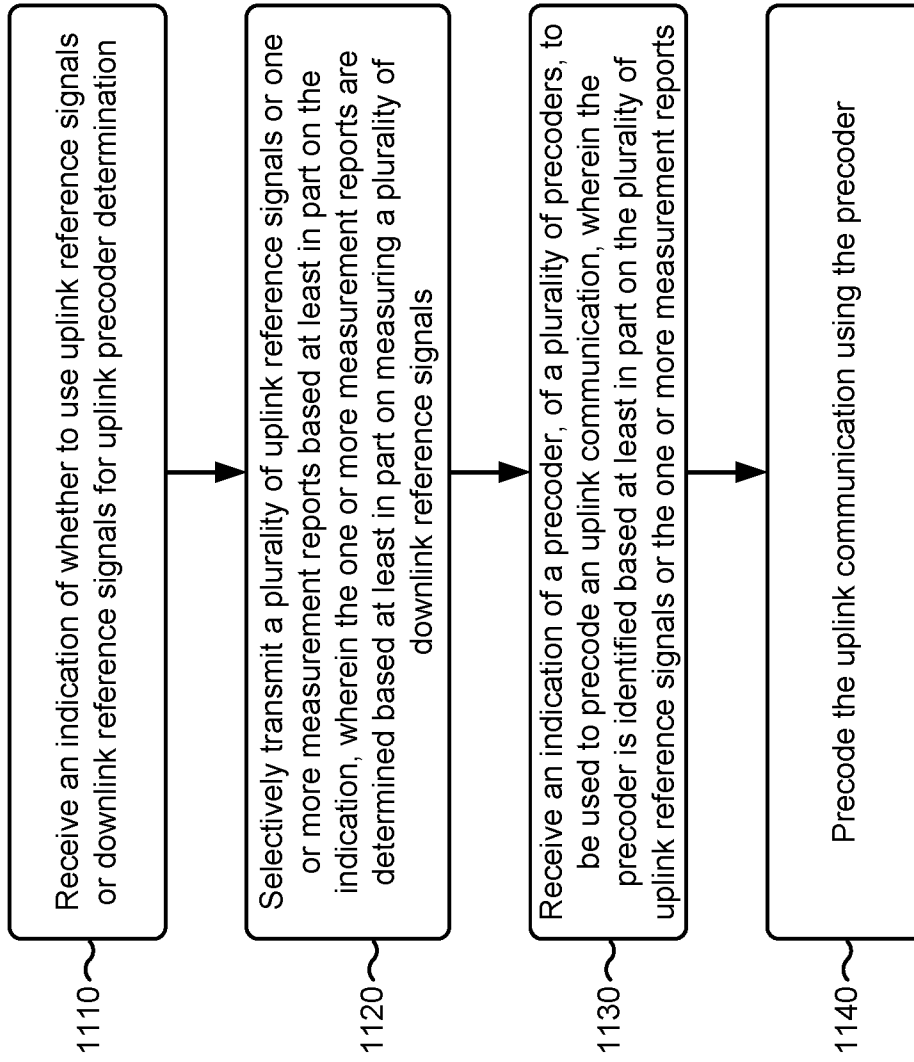 1110
Receive an indication of whether to use uplink reference signals
or downlink reference signals for uplink precoder determination
1120
Selectively transmit a plurality of uplink reference signals or one
or more measurement reports based at least in part on the
indication, wherein the one or more measurement reports are
determined based at least in part on measuring a plurality of
downlink reference signals
1130
Receive an indication of a precoder, of a plurality of precoders, to
be used to precode an uplink communication, wherein the
precoder is identified based at least in part on the plurality of
uplink reference signals or the one or more measurement reports
1140
Precode the uplink communication using the precoder